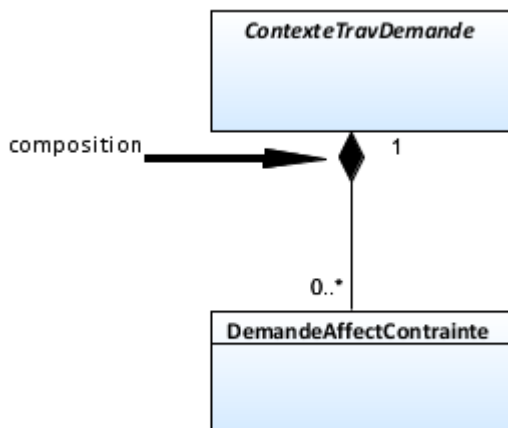 ContexteTravDemande
composition
1
0..*
DemandeAffectContrainte